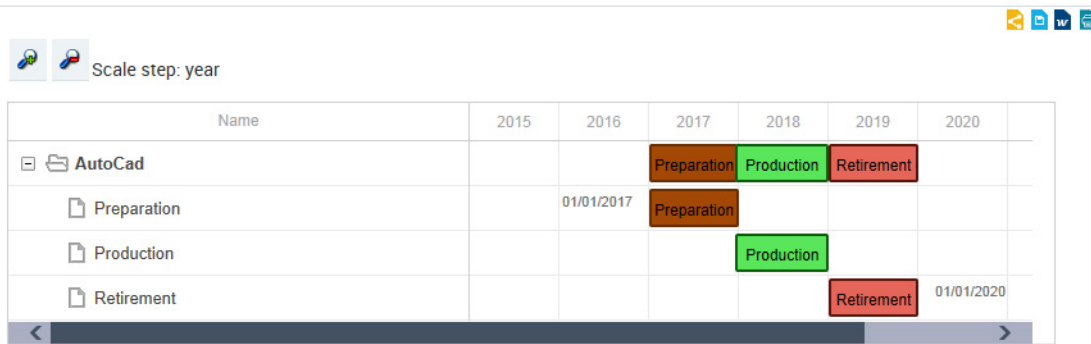 w
Scale step: year
Name 2015 2016 2017 2018 2019 2020
AutoCad Preparation Production Retirement
Preparation 01/01/2017 Preparation
Production Production
Retirement Retirement 01/01/2020